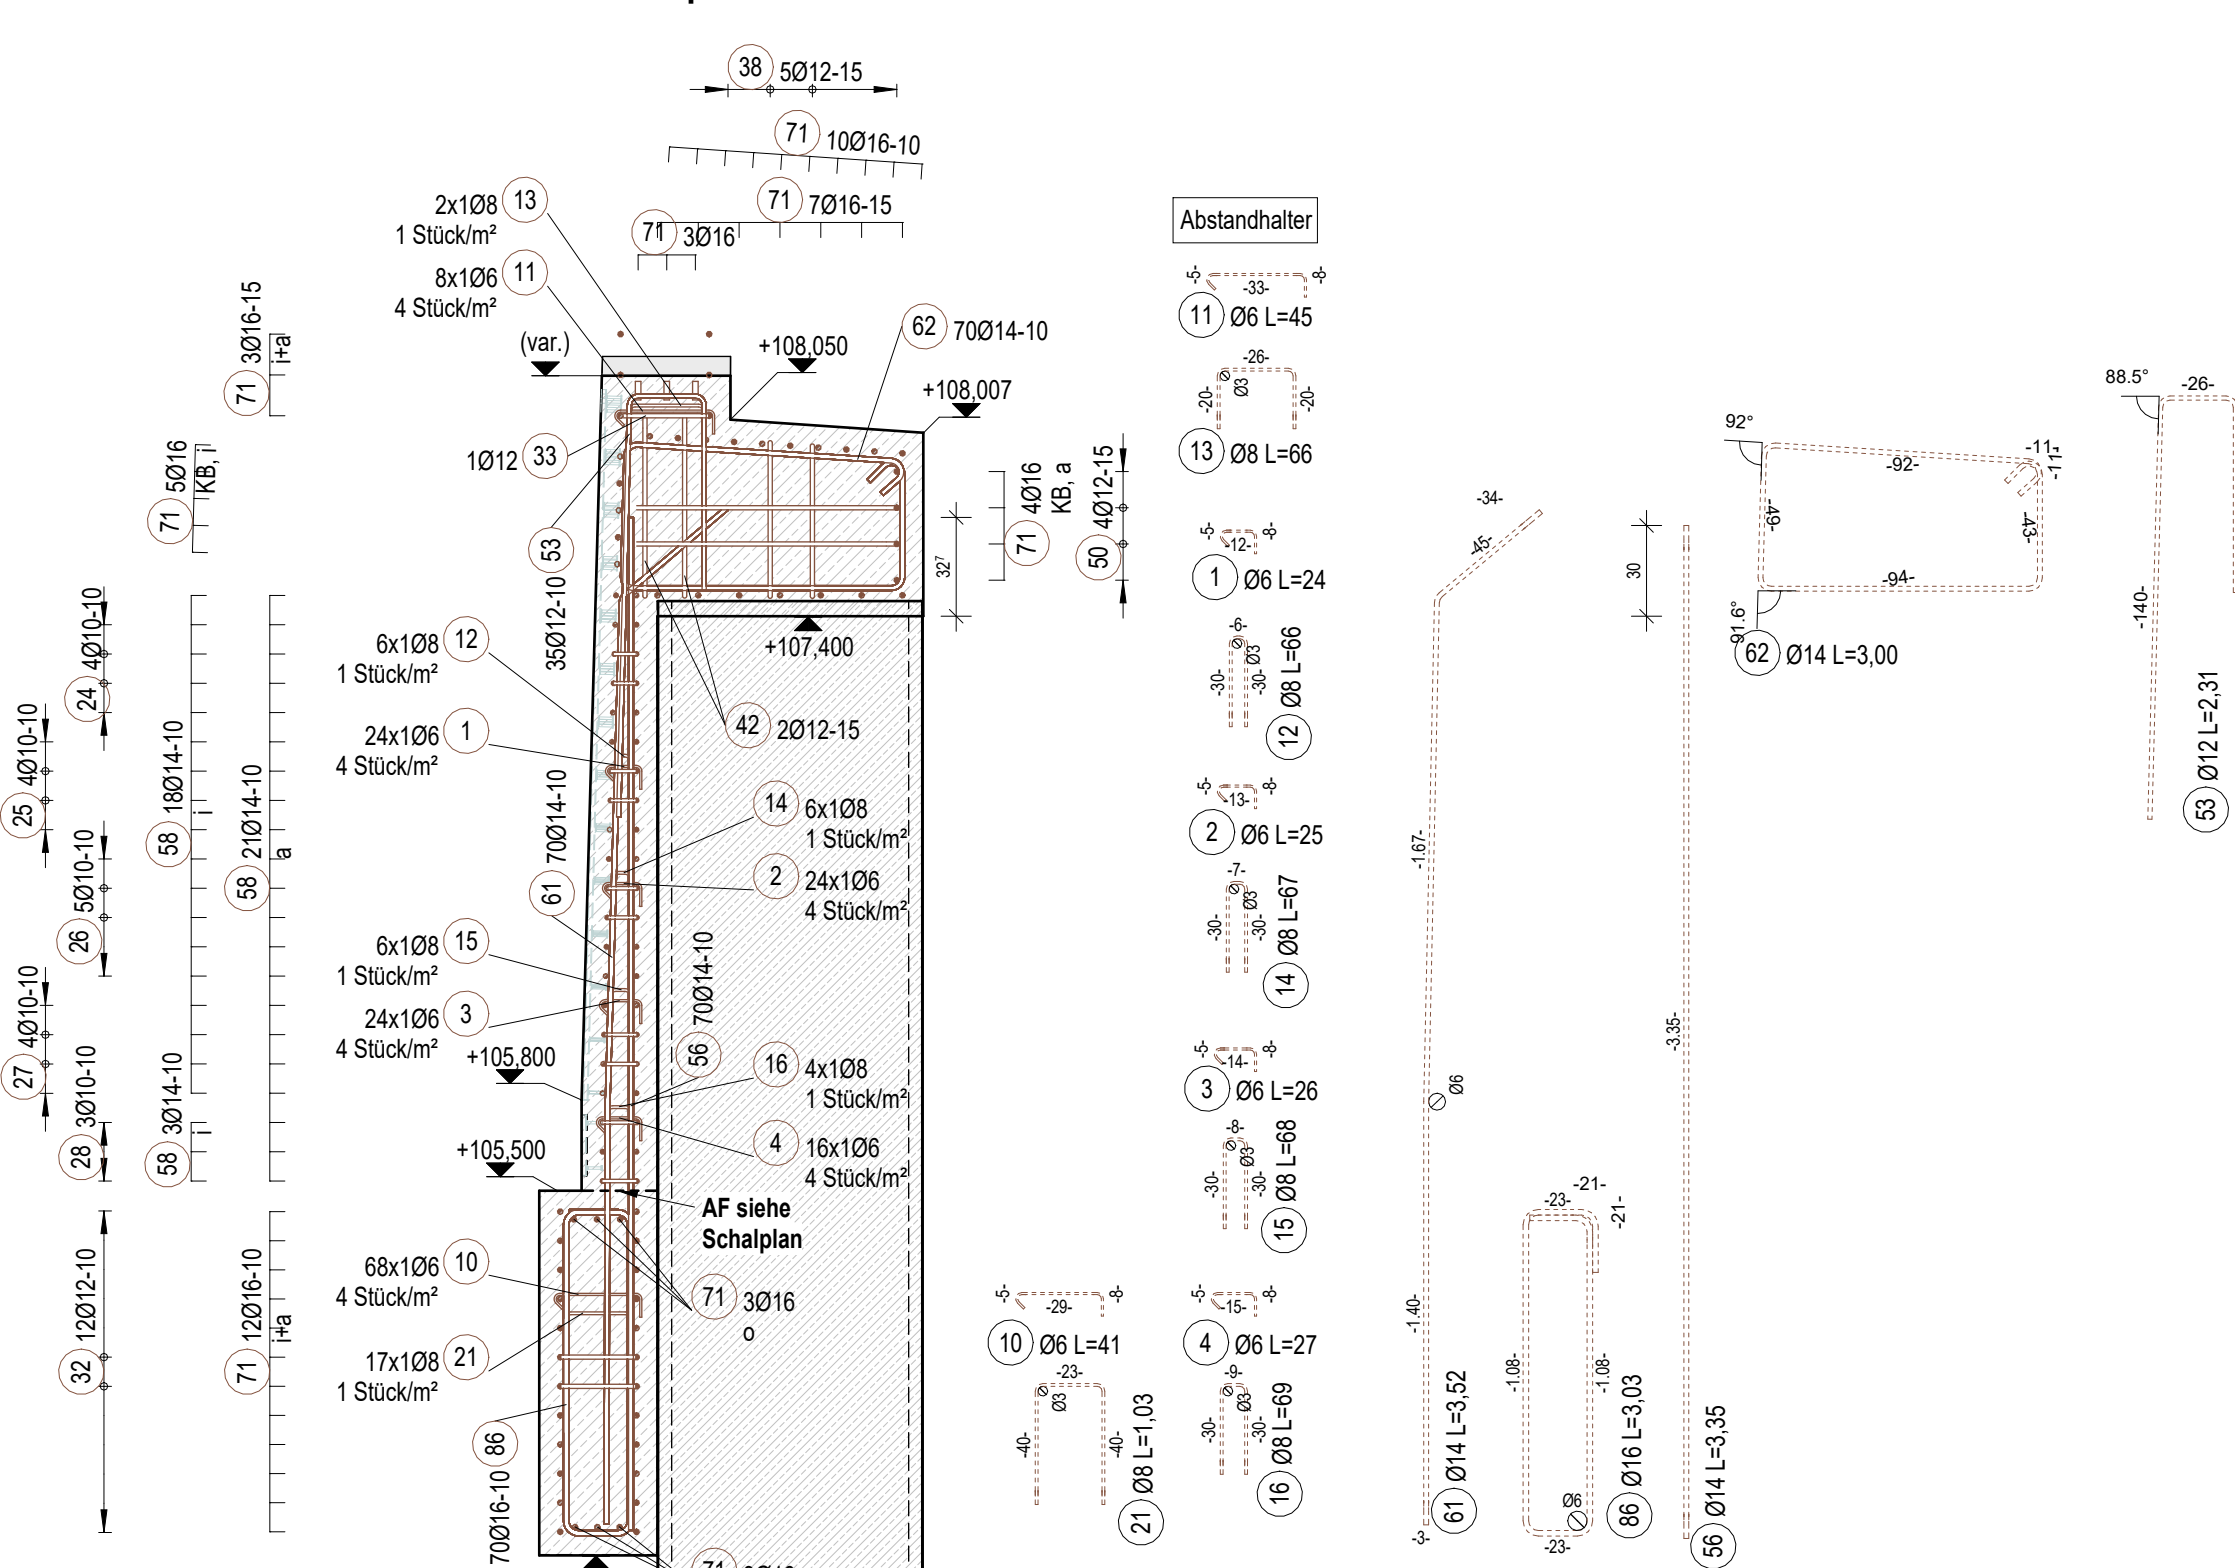 38 5Ø12-15
71 10Ø16-10
71 7Ø16-15
71 3Ø16
2x1Ø8 13
1 Stück/m²
8x1Ø6 11
4 Stück/m²
(var.)
+108,050
62 70Ø14-10
+108,007
1Ø12 33
53 35Ø12-10
71 3Ø16-15
i+a
71 5Ø16
KB, i
71 4Ø16
KB, a
50 4Ø12-15
32⁷
+107,400
24 4Ø10-10
25 4Ø10-10
26 5Ø10-10
27 4Ø10-10
28 3Ø10-10
58 18Ø14-10
i
58 21Ø14-10
a
58 3Ø14-10
i
6x1Ø8 12
1 Stück/m²
24x1Ø6 1
4 Stück/m²
42 2Ø12-15
61 70Ø14-10
14 6x1Ø8
1 Stück/m²
2 24x1Ø6
4 Stück/m²
6x1Ø8 15
1 Stück/m²
24x1Ø6 3
4 Stück/m²
56 70Ø14-10
+105,800
16 4x1Ø8
1 Stück/m²
4 16x1Ø6
4 Stück/m²
+105,500
AF siehe
Schalplan
32 12Ø12-10
71 12Ø16-10
i+a
68x1Ø6 10
4 Stück/m²
71 3Ø16
o
17x1Ø8 21
1 Stück/m²
86 70Ø16-10
Abstandhalter
-5- -33- -8-
11 Ø6 L=45
-26-
-20- Ø3 -20-
13 Ø8 L=66
-5- -12- -8-
1 Ø6 L=24
-6-
-30- Ø3 -30-
12 Ø8 L=66
-5- -13- -8-
2 Ø6 L=25
-7-
-30- Ø3 -30-
14 Ø8 L=67
-5- -14- -8-
3 Ø6 L=26
-8-
-30- Ø3 -30-
15 Ø8 L=68
-5- -29- -8-
10 Ø6 L=41
-5- -15- -8-
4 Ø6 L=27
-23-
-40- Ø3 -40-
21 Ø8 L=1,03
-9-
-30- Ø3 -30-
16 Ø8 L=69
-34-
-45-
-1.67-
Ø6
-1.40-
-3-
61 Ø14 L=3,52
-23- -21-
-21-
-1.08- -1.08-
Ø6
-23-
86 Ø16 L=3,03
30
-3.35-
56 Ø14 L=3,35
92°
-92- -11-
-11-
-49- -43-
-94-
91.6°
62 Ø14 L=3,00
88.5° -26-
-140-
53 Ø12 L=2,31